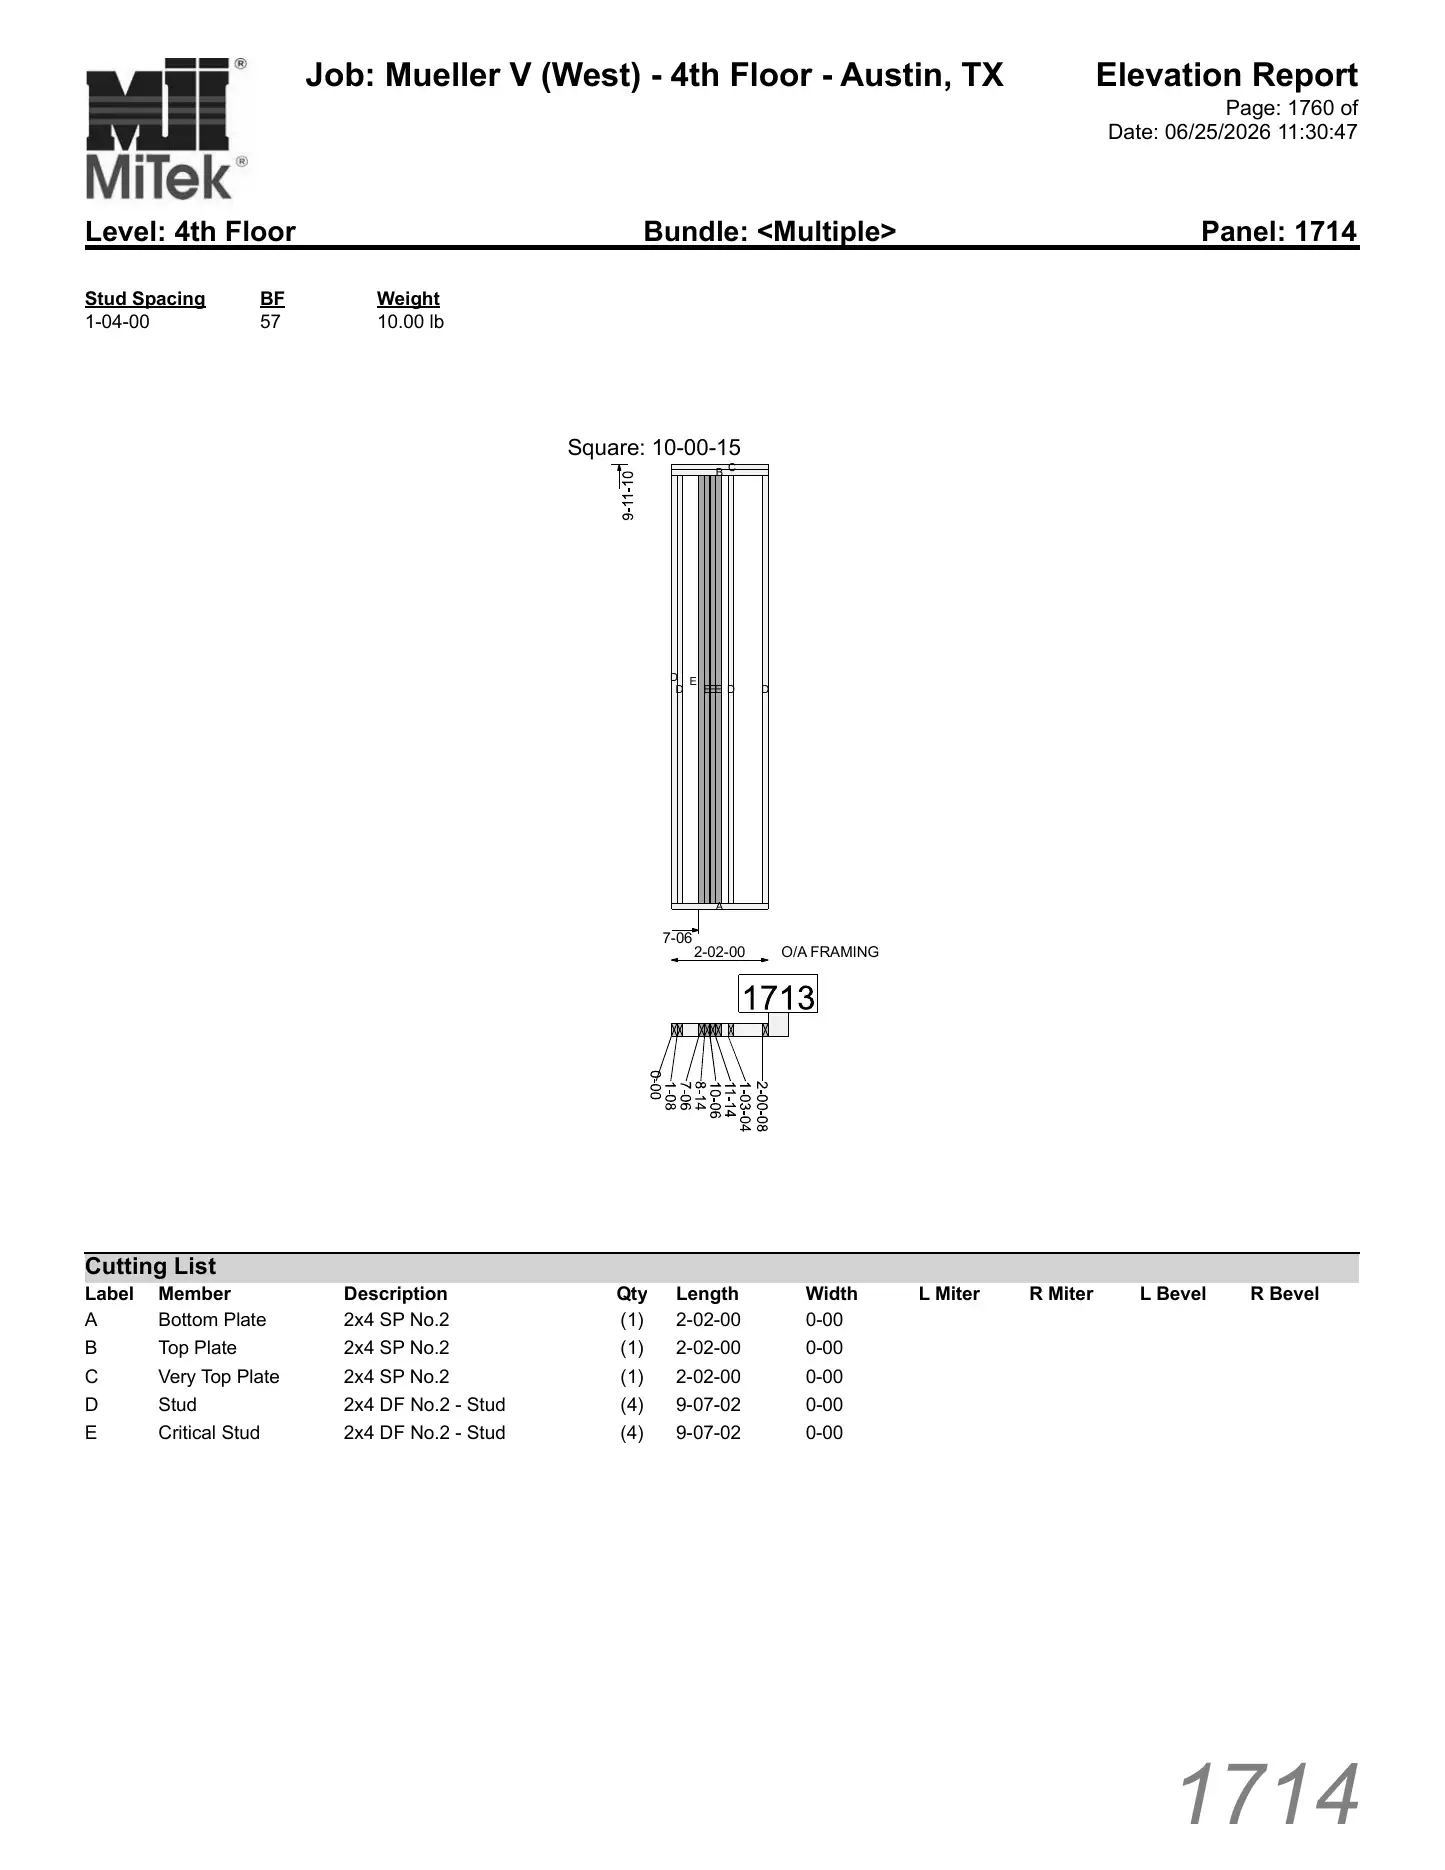 Job: Mueller V (West) - 4th Floor - Austin, TX
Elevation Report
Page: 1760 of
Date: 06/25/2026 11:30:47
®
MiTek®
Level: 4th Floor Bundle: <Multiple> Panel: 1714
Stud Spacing BF Weight
1-04-00 57 10.00 lb
Square: 10-00-15
9-11-10
C
B
D
D
E
E
E
E
D
D
A
7-06
2-02-00 O/A FRAMING
1713
0-00
1-08
7-06
8-14
10-06
11-14
1-03-04
2-00-08
Cutting List
Label Member Description Qty Length Width L Miter R Miter L Bevel R Bevel
A Bottom Plate 2x4 SP No.2 (1) 2-02-00 0-00
B Top Plate 2x4 SP No.2 (1) 2-02-00 0-00
C Very Top Plate 2x4 SP No.2 (1) 2-02-00 0-00
D Stud 2x4 DF No.2 - Stud (4) 9-07-02 0-00
E Critical Stud 2x4 DF No.2 - Stud (4) 9-07-02 0-00
1714